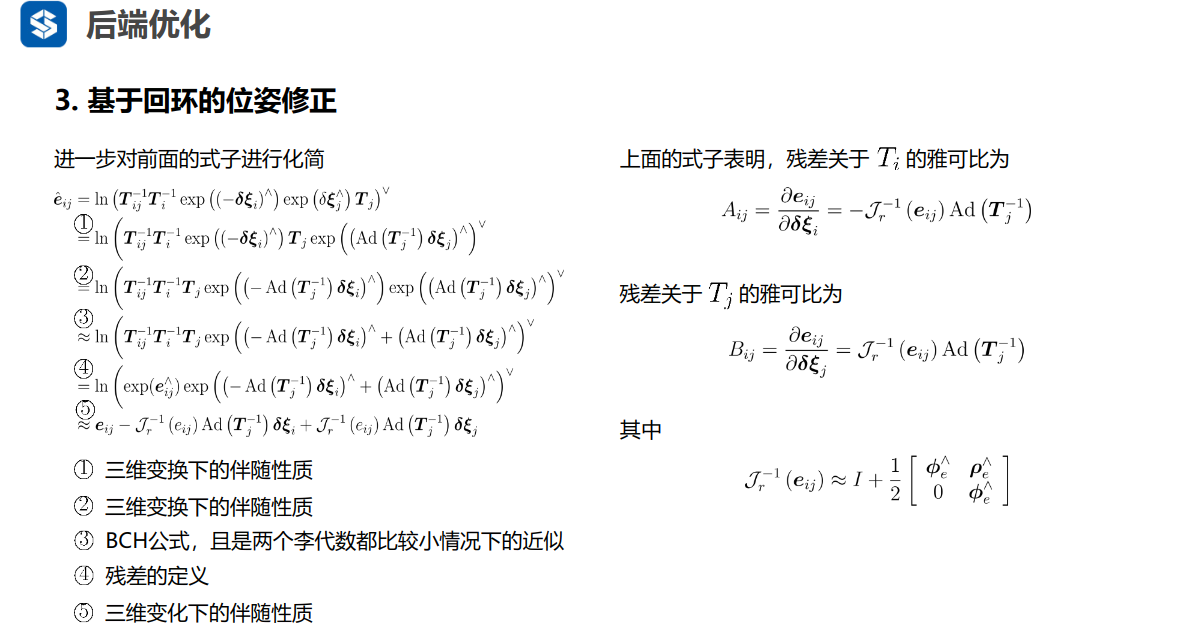 后端优化
3. 基于回环的位姿修正
进一步对前面的式子进行化简
$\hat{e}_{ij} = \ln\left(T_{ij}^{-1}T_i^{-1}\exp\left((-\delta\xi_i)^\wedge\right)\exp\left(\delta\xi_j^\wedge\right)T_j\right)^\vee$
$\overset{①}{=} \ln\left(T_{ij}^{-1}T_i^{-1}\exp\left((-\delta\xi_i)^\wedge\right)T_j\exp\left(\left(\mathrm{Ad}\left(T_j^{-1}\right)\delta\xi_j\right)^\wedge\right)\right)^\vee$
$\overset{②}{=} \ln\left(T_{ij}^{-1}T_i^{-1}T_j\exp\left(\left(-\mathrm{Ad}\left(T_j^{-1}\right)\delta\xi_i\right)^\wedge\right)\exp\left(\left(\mathrm{Ad}\left(T_j^{-1}\right)\delta\xi_j\right)^\wedge\right)\right)^\vee$
$\overset{③}{\approx} \ln\left(T_{ij}^{-1}T_i^{-1}T_j\exp\left(\left(-\mathrm{Ad}\left(T_j^{-1}\right)\delta\xi_i\right)^\wedge+\left(\mathrm{Ad}\left(T_j^{-1}\right)\delta\xi_j\right)^\wedge\right)\right)^\vee$
$\overset{④}{=} \ln\left(\exp(e_{ij}^\wedge)\exp\left(\left(-\mathrm{Ad}\left(T_j^{-1}\right)\delta\xi_i\right)^\wedge+\left(\mathrm{Ad}\left(T_j^{-1}\right)\delta\xi_j\right)^\wedge\right)\right)^\vee$
$\overset{⑤}{\approx} e_{ij}-\mathcal{J}_r^{-1}(e_{ij})\mathrm{Ad}\left(T_j^{-1}\right)\delta\xi_i+\mathcal{J}_r^{-1}(e_{ij})\mathrm{Ad}\left(T_j^{-1}\right)\delta\xi_j$
① 三维变换下的伴随性质
② 三维变换下的伴随性质
③ BCH公式，且是两个李代数都比较小情况下的近似
④ 残差的定义
⑤ 三维变化下的伴随性质
上面的式子表明，残差关于 $T_i$ 的雅可比为
$A_{ij} = \frac{\partial e_{ij}}{\partial\delta\xi_i} = -\mathcal{J}_r^{-1}(e_{ij})\mathrm{Ad}\left(T_j^{-1}\right)$
残差关于 $T_j$ 的雅可比为
$B_{ij} = \frac{\partial e_{ij}}{\partial\delta\xi_j} = \mathcal{J}_r^{-1}(e_{ij})\mathrm{Ad}\left(T_j^{-1}\right)$
其中
$\mathcal{J}_r^{-1}(e_{ij}) \approx I+\frac{1}{2}\begin{bmatrix}\phi_e^\wedge & \rho_e^\wedge \\ 0 & \phi_e^\wedge\end{bmatrix}$